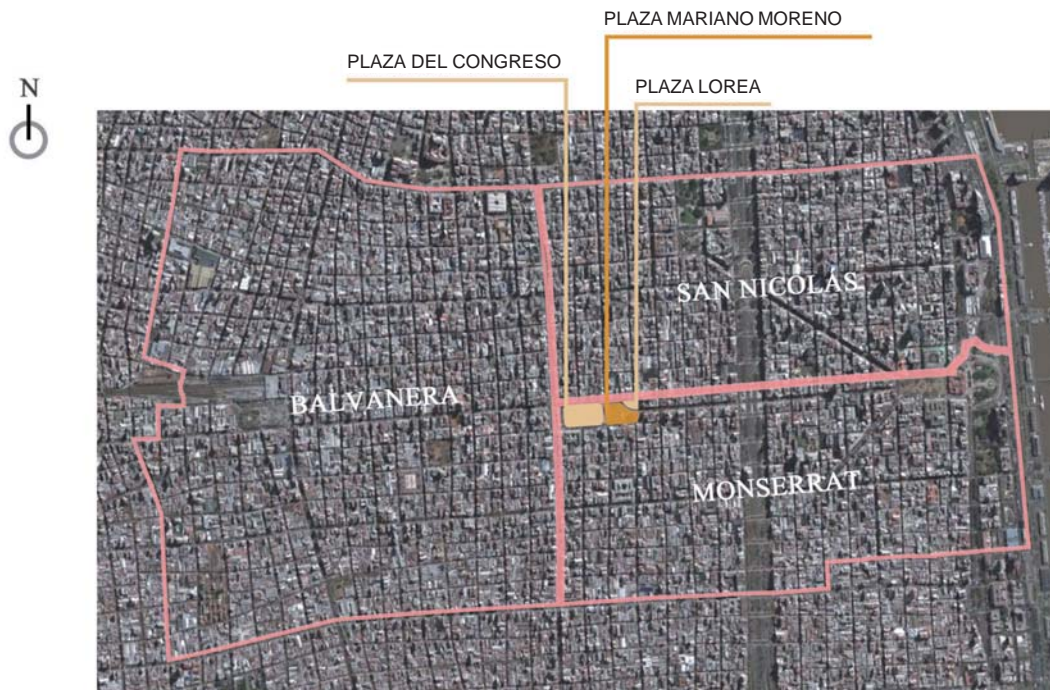 PLAZA MARIANO MORENO
PLAZA DEL CONGRESO
PLAZA LOREA
N
SAN NICOLAS
BALVANERA
MONSERRAT